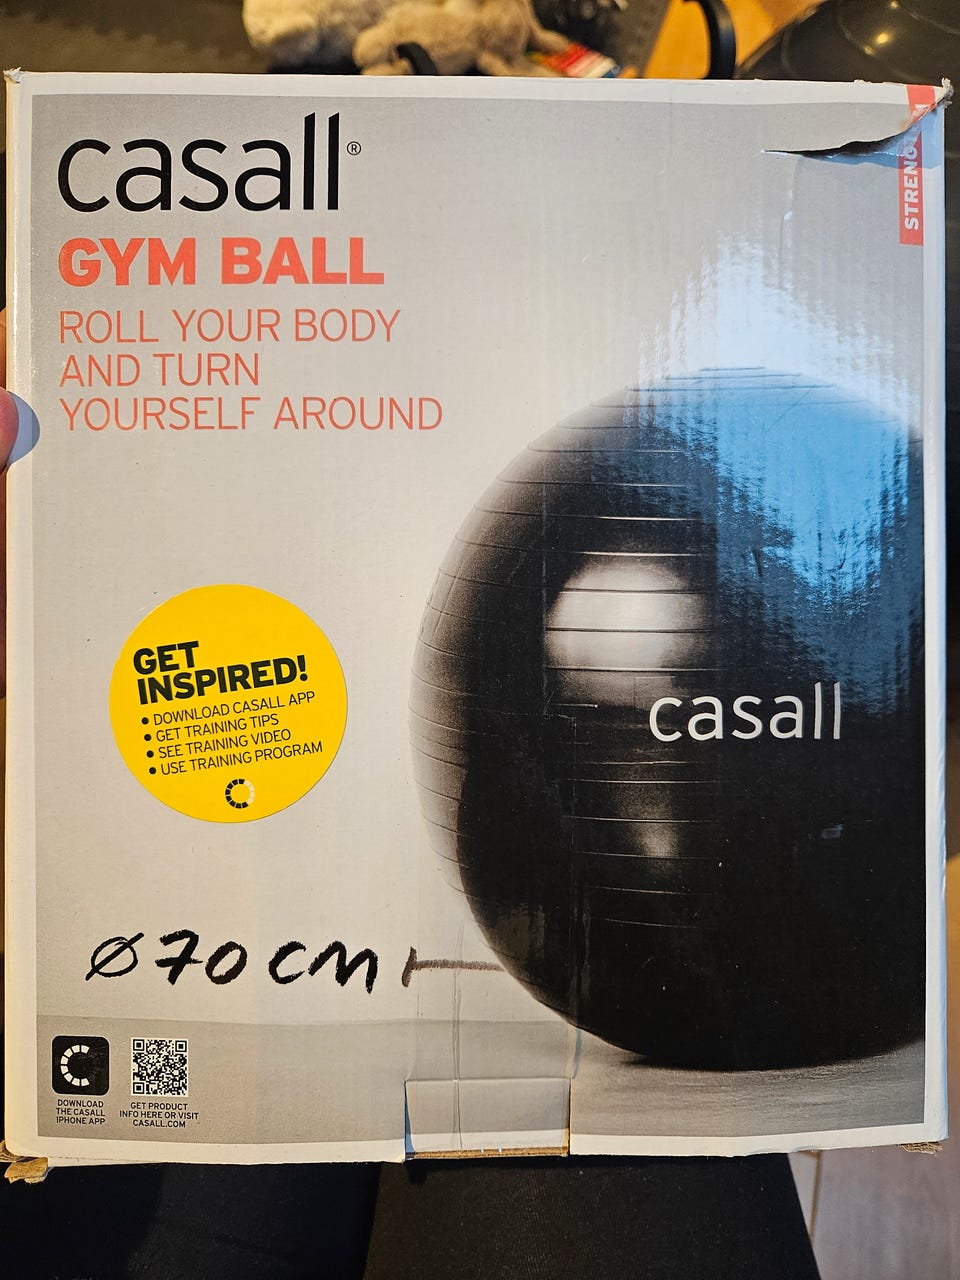 casall®
GYM BALL
ROLL YOUR BODY
AND TURN
YOURSELF AROUND
GET
INSPIRED!
• DOWNLOAD CASALL APP
• GET TRAINING TIPS
• SEE TRAINING VIDEO
• USE TRAINING PROGRAM
casall
Ø70 CM
DOWNLOAD
THE CASALL
IPHONE APP
GET PRODUCT
INFO HERE OR VISIT
CASALL.COM